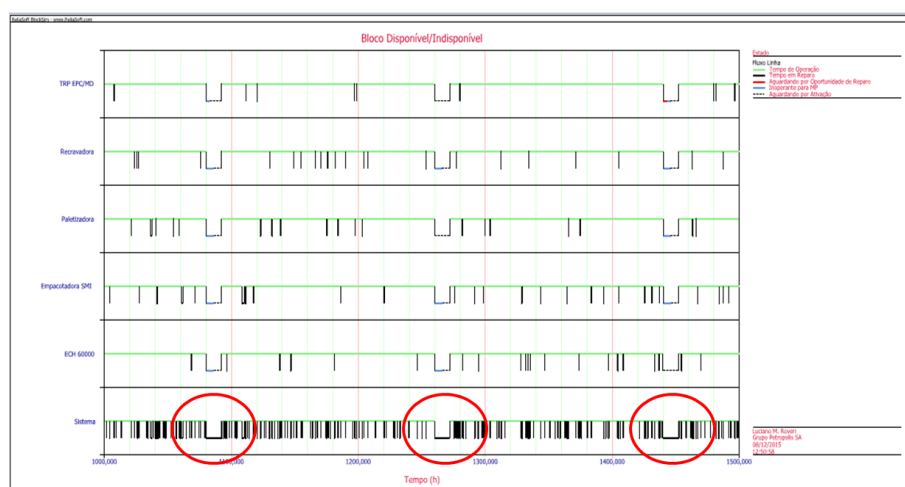 ReliaSoft BlockSim - www.ReliaSoft.com
Bloco Disponível/Indisponível
Estado
Fluxo Linha
Tempo de Operação
Tempo em Reparo
Aguardando por Oportunidade de Reparo
Inoperante para MP
Aguardando por Ativação
TRP EPC/MD
Recravadora
Paletizadora
Empacotadora SMI
ECH 60000
Sistema
1000,000 1100,000 1200,000 1300,000 1400,000 1500,000
Tempo (h)
Luciano M. Roveri
Grupo Petropolis SA
08/12/2015
12:50:58